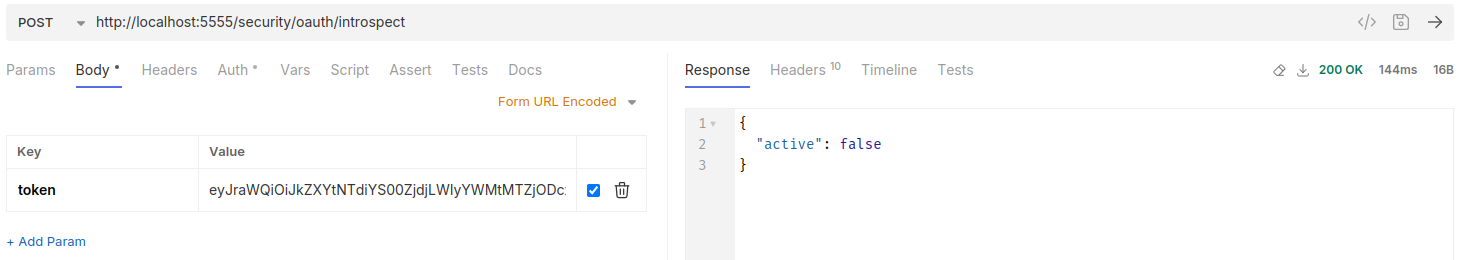 POST http://localhost:5555/security/oauth/introspect
Params Body Headers Auth Vars Script Assert Tests Docs
Form URL Encoded
Key Value
token eyJraWQiOiJkZXYtNTdiYS00ZjdjLWIyYWMtMTZjODc
+ Add Param
Response Headers 10 Timeline Tests 200 OK 144ms 16B
1 {
2 "active": false
3 }